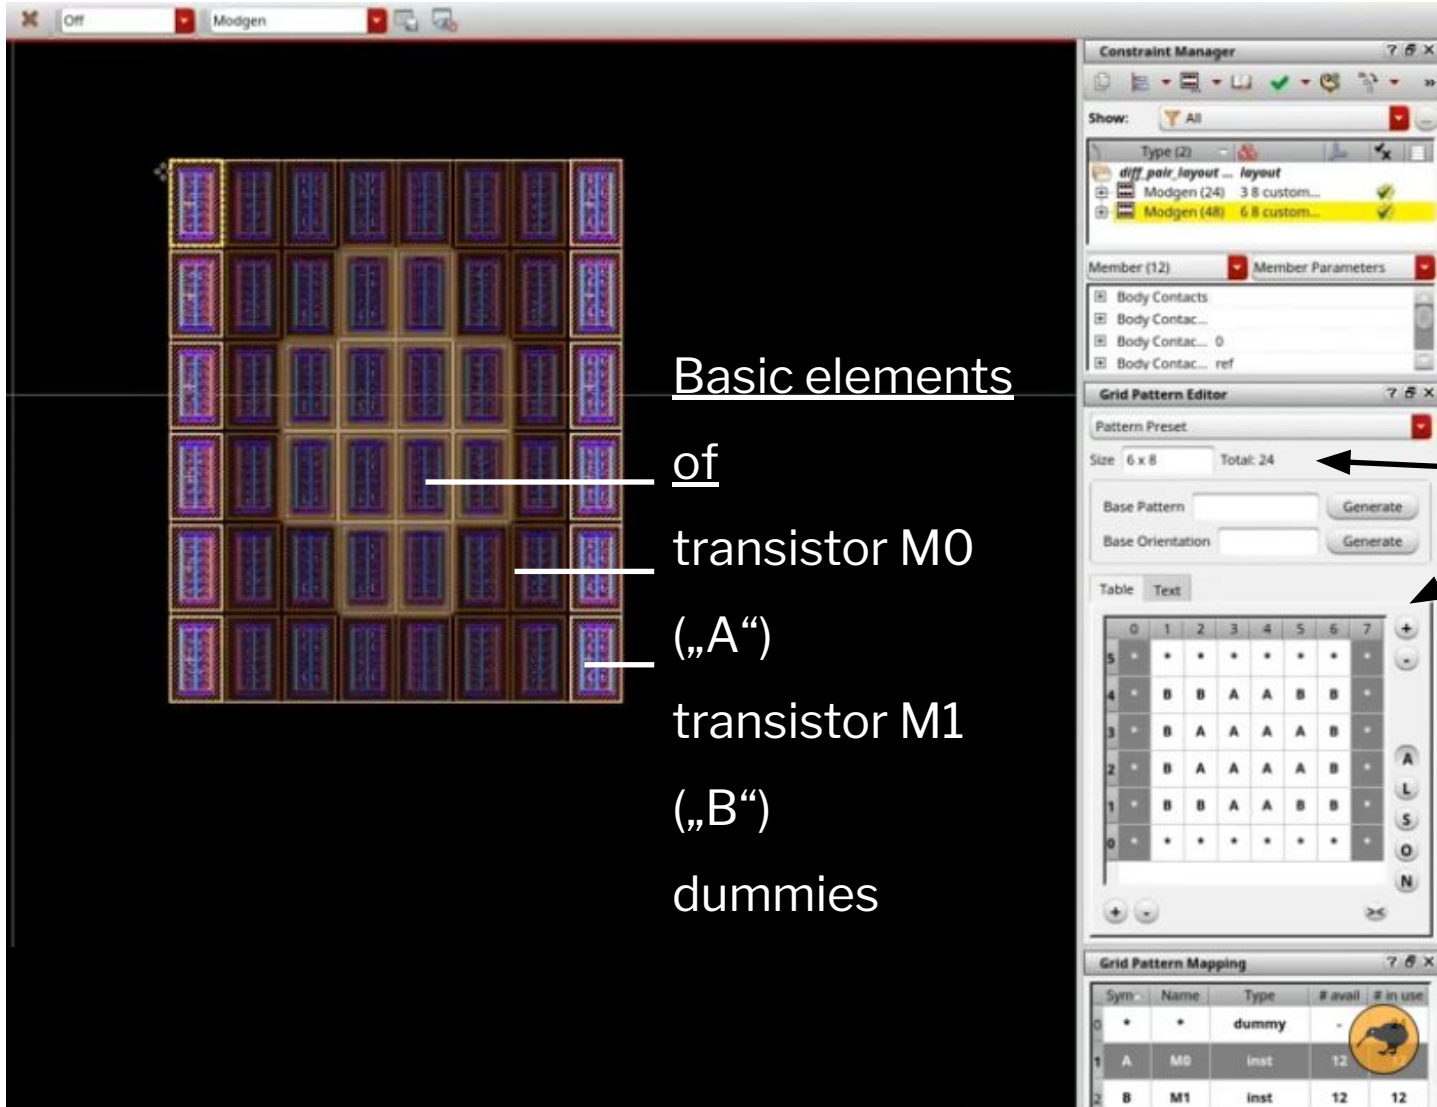 Off Modgen
Constraint Manager
Show: All
Type (2)
diff_pair_layout ... layout
Modgen (24) 3 8 custom...
Modgen (48) 6 8 custom...
Member (12) Member Parameters
Body Contacts
Body Contac...
Body Contac... 0
Body Contac... ref
Basic elements
of
transistor M0
(„A“)
transistor M1
(„B“)
dummies
Grid Pattern Editor
Pattern Preset
Size 6 x 8 Total: 24
Base Pattern Generate
Base Orientation Generate
Table Text
0 1 2 3 4 5 6 7 +
5 * * * * * * * * -
4 * B B A A B B *
3 * B A A A A B *
2 * B A A A A B * A
1 * B B A A B B * L
S
0 * * * * * * * * O
N
+ -
Grid Pattern Mapping
Sym Name Type # avail # in use
0 * * dummy -
1 A M0 inst 12
2 B M1 inst 12 12